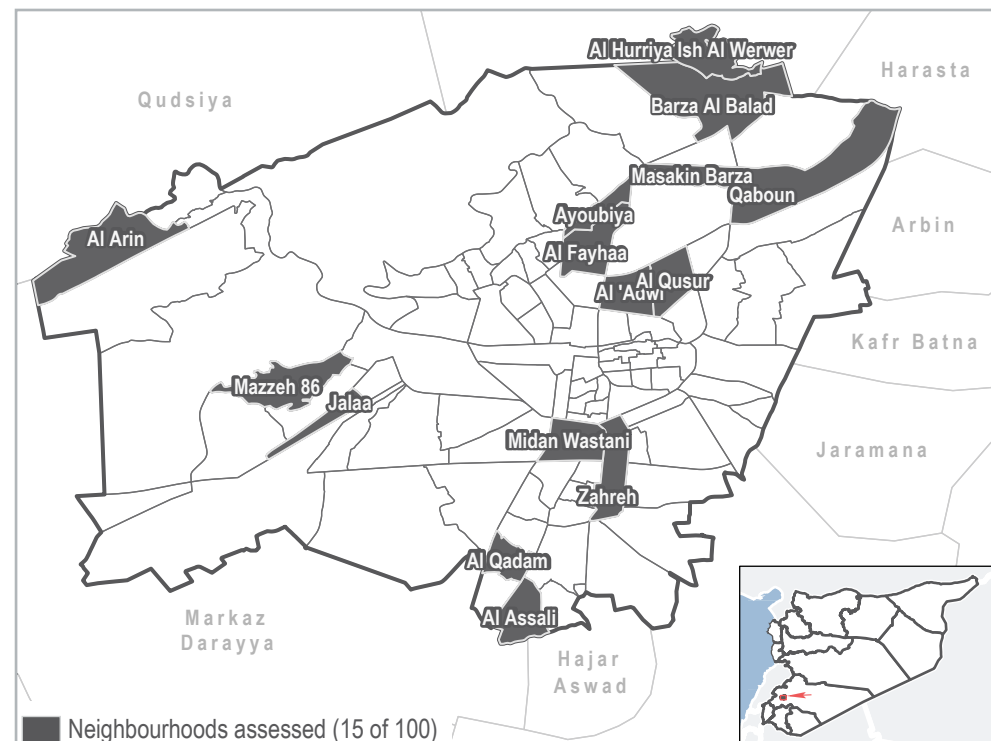 Al Hurriya Ish Al Werwer
Harasta
Qudsiya
Barza Al Balad
Masakin Barza
Qaboun
Ayoubiya
Arbin
Al Arin
Al Fayhaa
Al Qusur
Al 'Adwi
Kafr Batna
Mazzeh 86
Jalaa
Midan Wastani
Jaramana
Zahreh
Al Qadam
Al Assali
Markaz
Darayya
Hajar
Aswad
Neighbourhoods assessed (15 of 100)